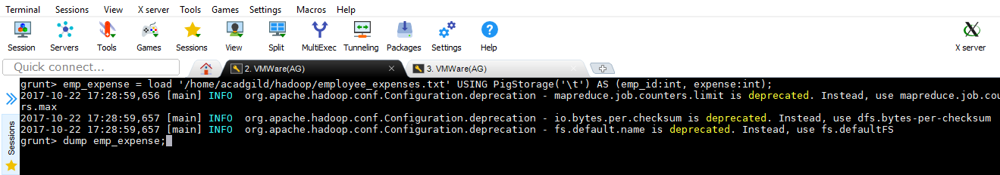 Terminal Sessions View X server Tools Games Settings Macros Help
Session Servers Tools Games Sessions View Split MultiExec Tunneling Packages Settings Help X server
Quick connect...
2. VMWare(AG)
3. VMWare(AG)
Sessions
grunt> emp_expense = load '/home/acadgild/hadoop/employee_expenses.txt' USING PigStorage('\t') AS (emp_id:int, expense:int);
2017-10-22 17:28:59,656 [main] INFO  org.apache.hadoop.conf.Configuration.deprecation - mapreduce.job.counters.limit is deprecated. Instead, use mapreduce.job.cou
rs.max
2017-10-22 17:28:59,657 [main] INFO  org.apache.hadoop.conf.Configuration.deprecation - io.bytes.per.checksum is deprecated. Instead, use dfs.bytes-per-checksum
2017-10-22 17:28:59,657 [main] INFO  org.apache.hadoop.conf.Configuration.deprecation - fs.default.name is deprecated. Instead, use fs.defaultFS
grunt> dump emp_expense;